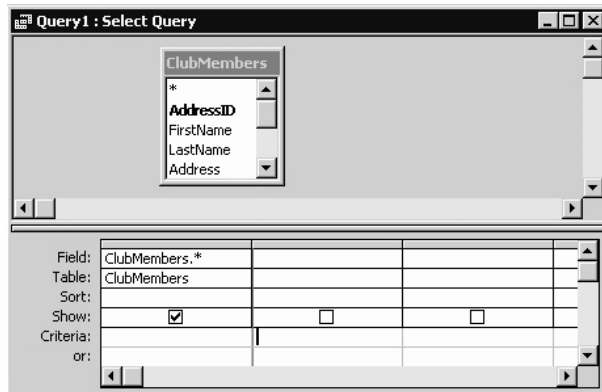 Query1 : Select Query
ClubMembers
*
AddressID
FirstName
LastName
Address
Field: ClubMembers.*
Table: ClubMembers
Sort:
Show:
Criteria:
or: